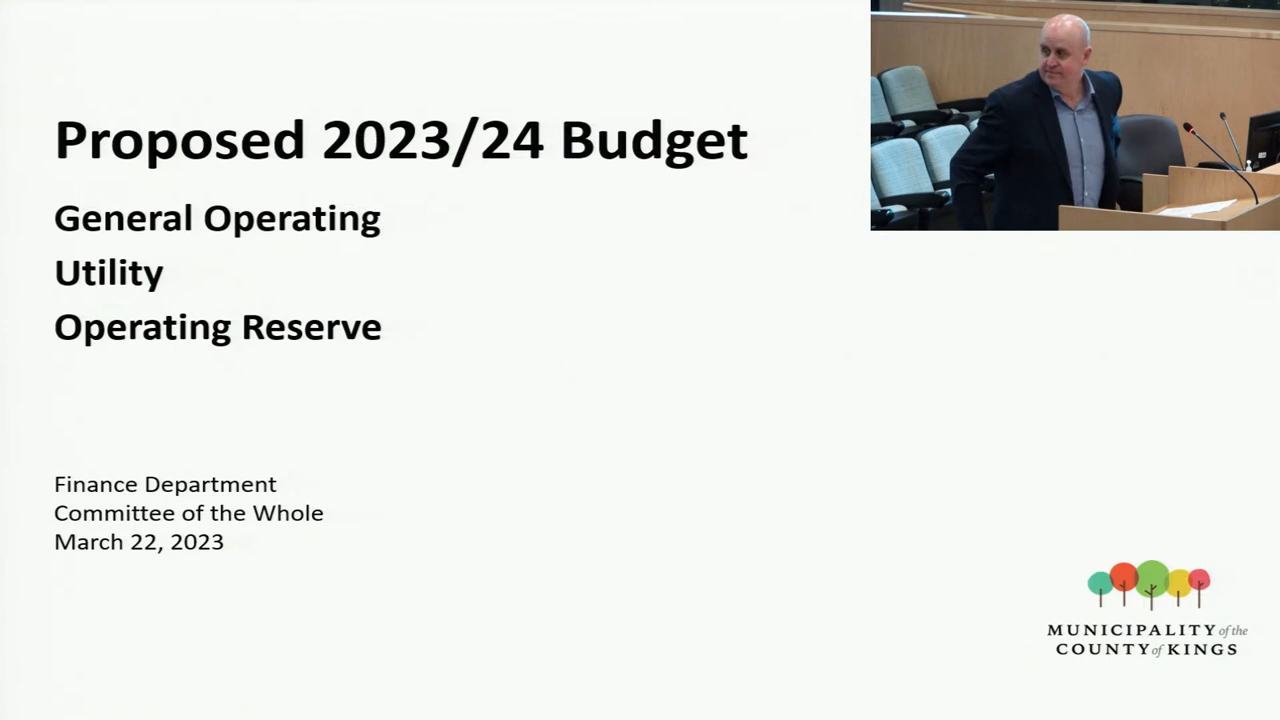 Proposed 2023/24 Budget
General Operating
Utility
Operating Reserve
Finance Department
Committee of the Whole
March 22, 2023
MUNICIPALITY of the
COUNTY of KINGS